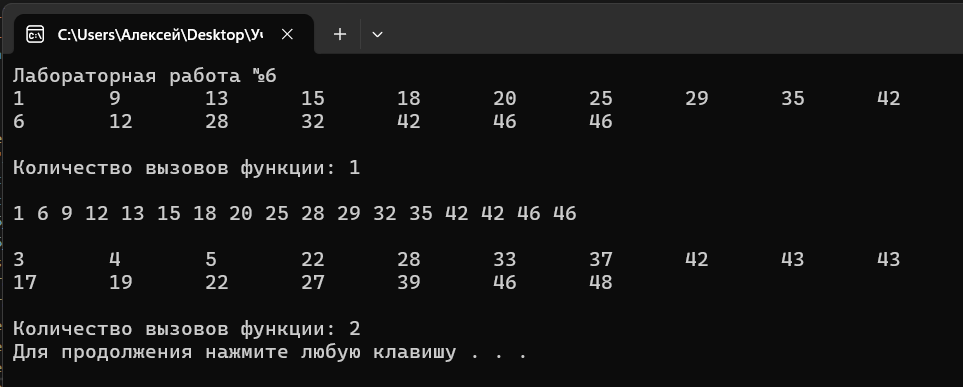 C:\Users\Алексей\Desktop\Уч
Лабораторная работа №6
1 9 13 15 18 20 25 29 35 42
6 12 28 32 42 46 46
Количество вызовов функции: 1
1 6 9 12 13 15 18 20 25 28 29 32 35 42 42 46 46
3 4 5 22 28 33 37 42 43 43
17 19 22 27 39 46 48
Количество вызовов функции: 2
Для продолжения нажмите любую клавишу . . .